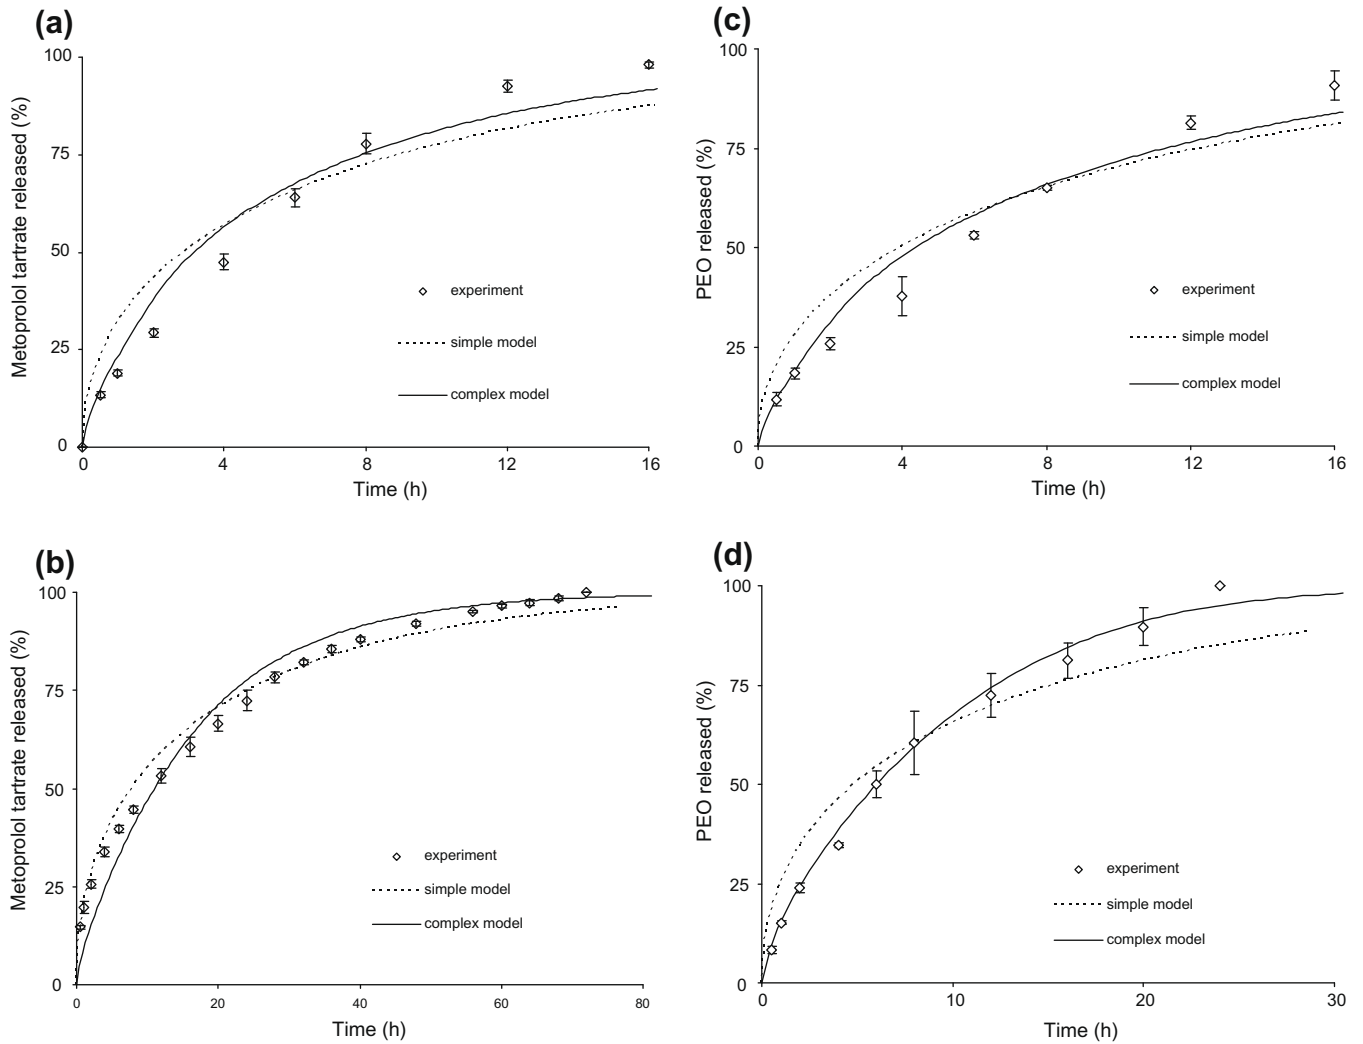 (a)
Metoprolol tartrate released (%)
100
75
50
25
0
experiment
simple model
complex model
0 4 8 12 16
Time (h)
(c)
PEO released (%)
100
75
50
25
0
experiment
simple model
complex model
0 4 8 12 16
Time (h)
(b)
Metoprolol tartrate released (%)
100
75
50
25
0
experiment
simple model
complex model
0 20 40 60 80
Time (h)
(d)
PEO released (%)
100
75
50
25
0
experiment
simple model
complex model
0 10 20 30
Time (h)